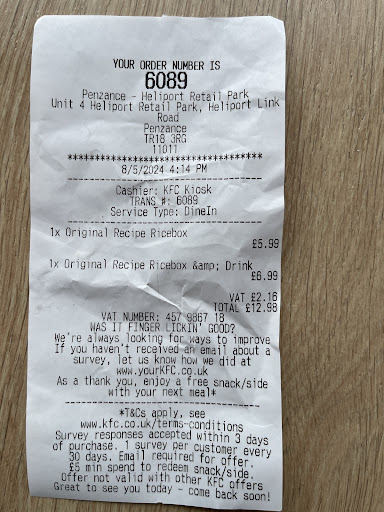 YOUR ORDER NUMBER IS
6089
Penzance - Heliport Retail Park
Unit 4 Heliport Retail Park, Heliport Link
Road
Penzance
TR18 3RG
11011
***********************************
8/5/2024 4:14 PM
-----------------------------------
Cashier: KFC Kiosk
TRANS #: 6089
Service Type: DineIn
-----------------------------------
1x Original Recipe Ricebox
£5.99
1x Original Recipe Ricebox &amp; Drink
£6.99
VAT £2.16
TOTAL £12.98
VAT NUMBER: 457 9867 18
WAS IT FINGER LICKIN' GOOD?
We're always looking for ways to improve
If you haven't received an email about a
survey, let us know how we did at
www.yourKFC.co.uk
As a thank you, enjoy a free snack/side
with your next meal*
-----------------------------------
*T&Cs apply, see
www.kfc.co.uk/terms-conditions
Survey responses accepted within 3 days
of purchase. 1 survey per customer every
30 days. Email required for offer.
£5 min spend to redeem snack/side.
Offer not valid with other KFC offers
Great to see you today - come back soon!